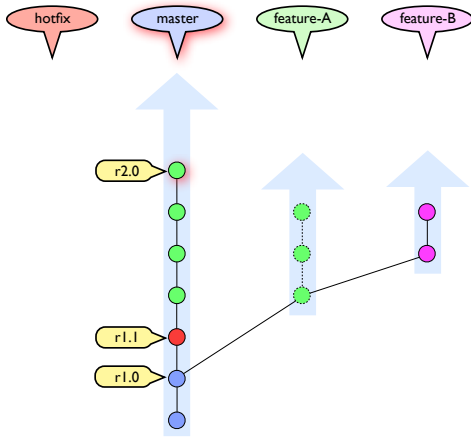 hotfix
master
feature-A
feature-B
r2.0
r1.1
r1.0